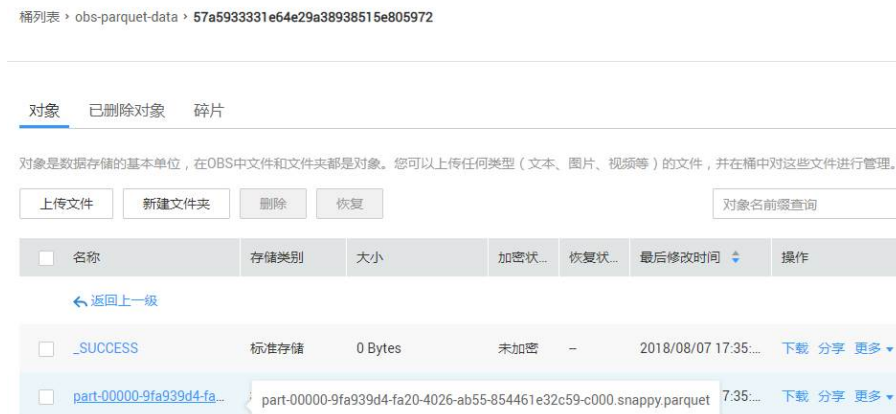 桶列表 › obs-parquet-data › 57a5933331e64e29a38938515e805972
对象 已删除对象 碎片
对象是数据存储的基本单位，在OBS中文件和文件夹都是对象。您可以上传任何类型（文本、图片、视频等）的文件，并在桶中对这些文件进行管理。
上传文件 新建文件夹 删除 恢复 对象名前缀查询
名称 存储类别 大小 加密状... 恢复状... 最后修改时间 操作
返回上一级
_SUCCESS 标准存储 0 Bytes 未加密 -- 2018/08/07 17:35:... 下载 分享 更多
part-00000-9fa939d4-fa... part-00000-9fa939d4-fa20-4026-ab55-854461e32c59-c000.snappy.parquet 7:35:... 下载 分享 更多